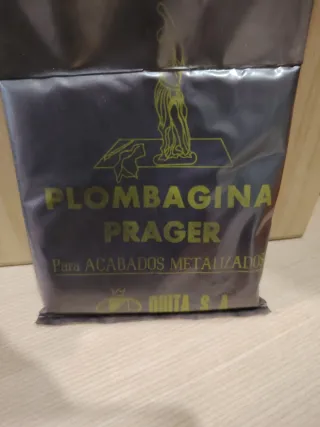 PLOMBAGINA
PRAGER
Para ACABADOS METALIZADOS
S. A.